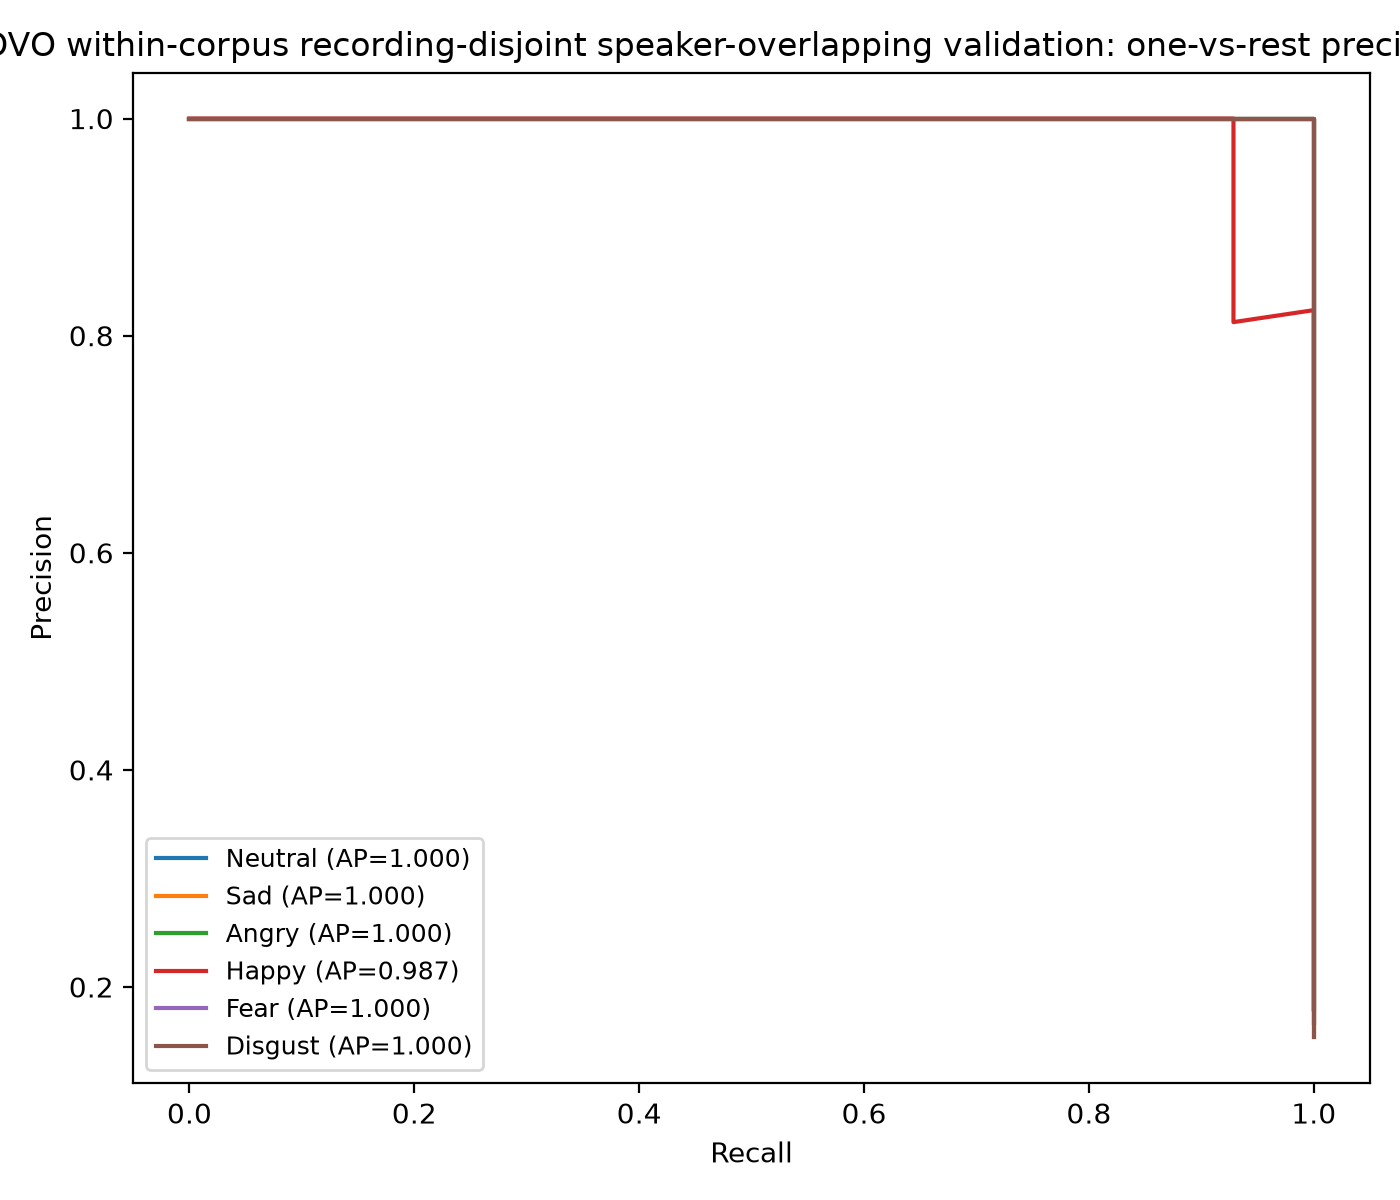 OVO within-corpus recording-disjoint speaker-overlapping validation: one-vs-rest preci
1.0
0.8
0.6
0.4
0.2
Precision
Neutral (AP=1.000)
Sad (AP=1.000)
Angry (AP=1.000)
Happy (AP=0.987)
Fear (AP=1.000)
Disgust (AP=1.000)
0.0 0.2 0.4 0.6 0.8 1.0
Recall